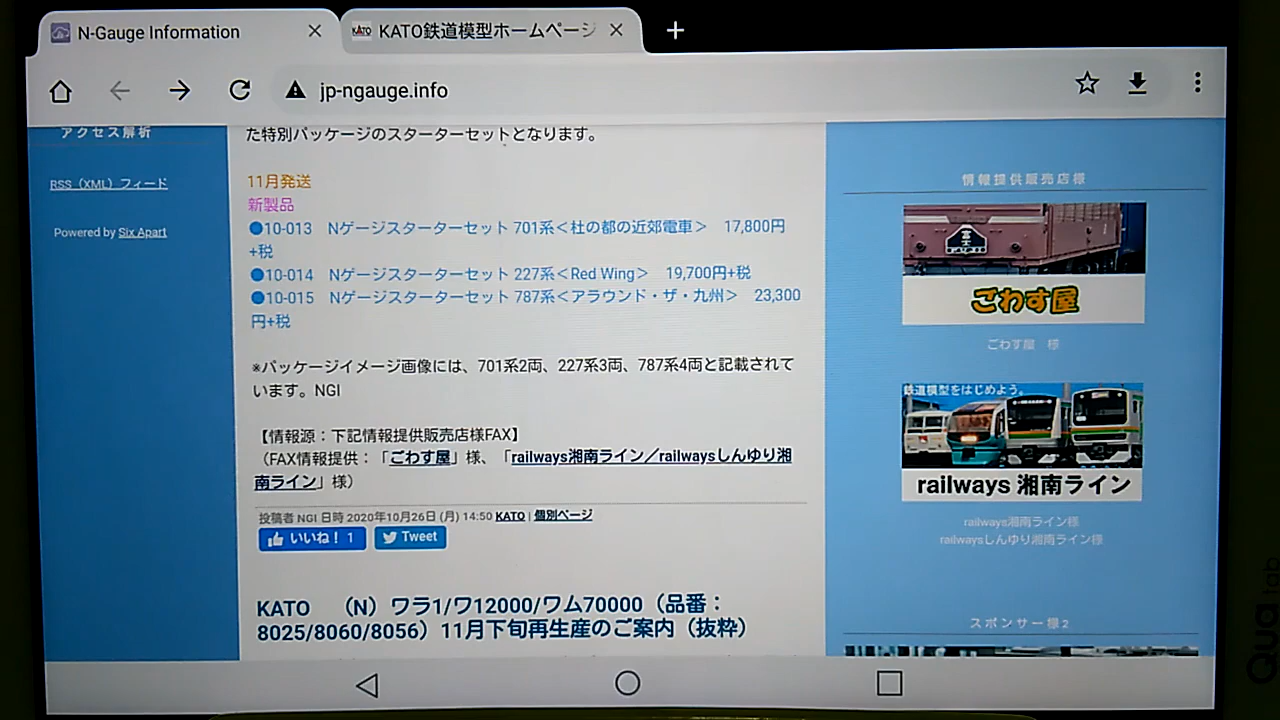 N-Gauge Information
KATO鉄道模型ホームページ
jp-ngauge.info
アクセス解析
RSS（XML）フィード
Powered by Six Apart
た特別パッケージのスターターセットとなります。
11月発送
新製品
●10-013　Nゲージスターターセット 701系＜杜の都の近郊電車＞　17,800円
+税
●10-014　Nゲージスターターセット 227系＜Red Wing＞　19,700円+税
●10-015　Nゲージスターターセット 787系＜アラウンド・ザ・九州＞　23,300
円+税
※パッケージイメージ画像には、701系2両、227系3両、787系4両と記載されて
います。NGI
【情報源：下記情報提供販売店様FAX】
（FAX情報提供：「ごわす屋」様、「railways湘南ライン／railwaysしんゆり湘
南ライン」様）
投稿者 NGI 日時 2020年10月26日 (月) 14:50 KATO | 個別ページ
いいね！ 1
Tweet
KATO　（N）ワラ1/ワ12000/ワム70000（品番：
8025/8060/8056）11月下旬再生産のご案内（抜粋）
情報提供販売店様
富士
ごわす屋
ごわす屋　様
鉄道模型をはじめよう。
railways 湘南ライン
railways湘南ライン様
railwaysしんゆり湘南ライン様
スポンサー様2
Qua tab